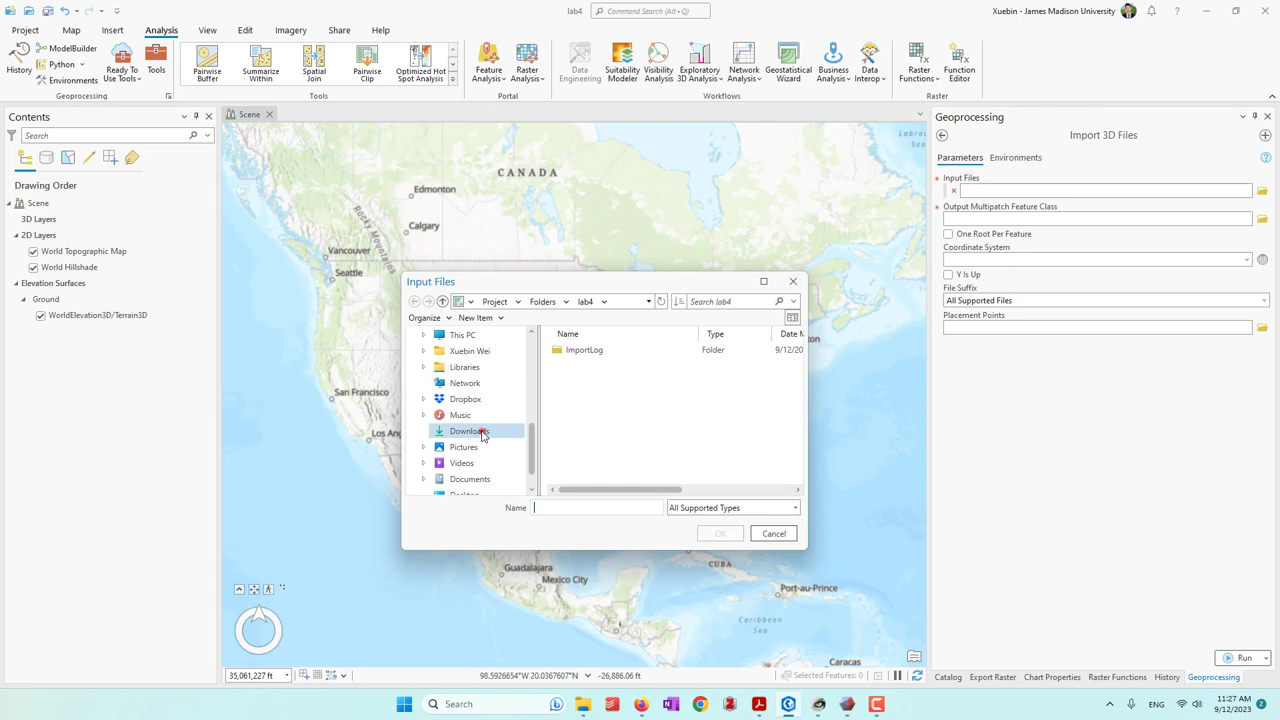 lab4
Command Search (Alt+Q)
Xuebin - James Madison University
Project Map Insert Analysis View Edit Imagery Share Help
History
ModelBuilder
Python
Environments
Ready To Use Tools
Tools
Geoprocessing
Pairwise Buffer
Summarize Within
Spatial Join
Pairwise Clip
Optimized Hot Spot Analysis
Tools
Feature Analysis
Raster Analysis
Portal
Data Engineering
Suitability Modeler
Visibility Analysis
Exploratory 3D Analysis
Network Analysis
Geostatistical Wizard
Business Analysis
Data Interop
Workflows
Raster Functions
Function Editor
Raster
Contents
Search
Drawing Order
Scene
3D Layers
2D Layers
World Topographic Map
World Hillshade
Elevation Surfaces
Ground
WorldElevation3D/Terrain3D
Scene
CANADA
Edmonton
Calgary
Rocky Mountains
Vancouver
Seattle
San Francisco
Los An
Guadalajara
Mexico City
CUBA
Port-au-Prince
Caribbean
Sea
Caracas
Labra
Sea
Input Files
Project Folders lab4
Search lab4
Organize New Item
This PC
Xuebin Wei
Libraries
Network
Dropbox
Music
Downloads
Pictures
Videos
Documents
Desktop
Name Type Date M
ImportLog Folder 9/12/20
Name
All Supported Types
OK Cancel
35,061,227 ft
98.5926654°W 20.0367607°N
-26,886.06 ft
Selected Features: 0
Geoprocessing
Import 3D Files
Parameters Environments
Input Files
Output Multipatch Feature Class
One Root Per Feature
Coordinate System
Y Is Up
File Suffix
All Supported Files
Placement Points
Run
Catalog Export Raster Chart Properties Raster Functions History Geoprocessing
Search
ENG
11:27 AM
9/12/2023